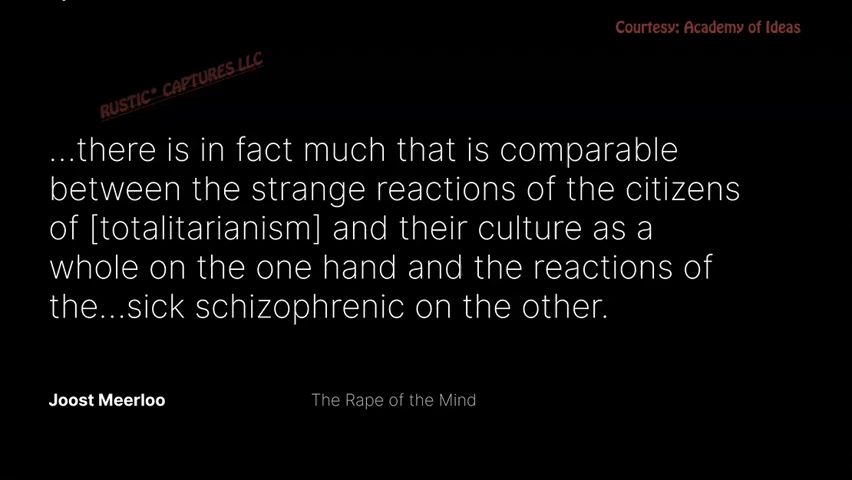 Courtesy: Academy of Ideas
RUSTIC® CAPTURES LLC
...there is in fact much that is comparable
between the strange reactions of the citizens
of [totalitarianism] and their culture as a
whole on the one hand and the reactions of
the...sick schizophrenic on the other.
Joost Meerloo The Rape of the Mind